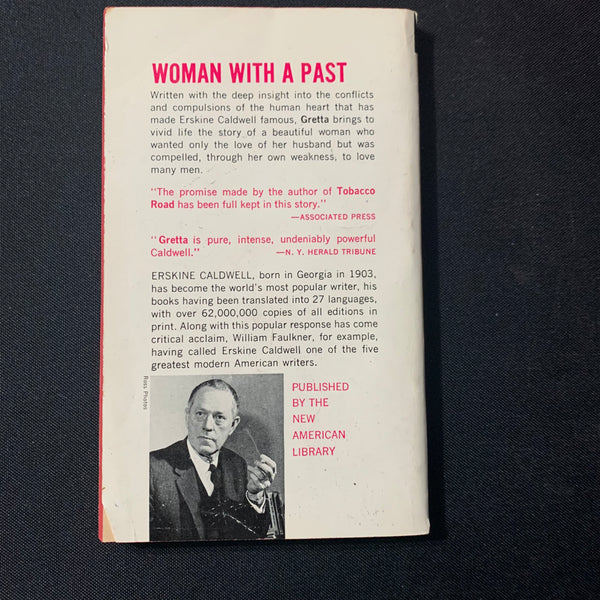 WOMAN WITH A PAST
Written with the deep insight into the conflicts
and compulsions of the human heart that has
made Erskine Caldwell famous, Gretta brings to
vivid life the story of a beautiful woman who
wanted only the love of her husband but was
compelled, through her own weakness, to love
many men.
"The promise made by the author of Tobacco
Road has been full kept in this story."
—ASSOCIATED PRESS
"Gretta is pure, intense, undeniably powerful
Caldwell." —N. Y. HERALD TRIBUNE
ERSKINE CALDWELL, born in Georgia in 1903,
has become the world's most popular writer, his
books having been translated into 27 languages,
with over 62,000,000 copies of all editions in
print. Along with this popular response has come
critical acclaim, William Faulkner, for example,
having called Erskine Caldwell one of the five
greatest modern American writers.
Russ Photos
PUBLISHED
BY THE
NEW
AMERICAN
LIBRARY